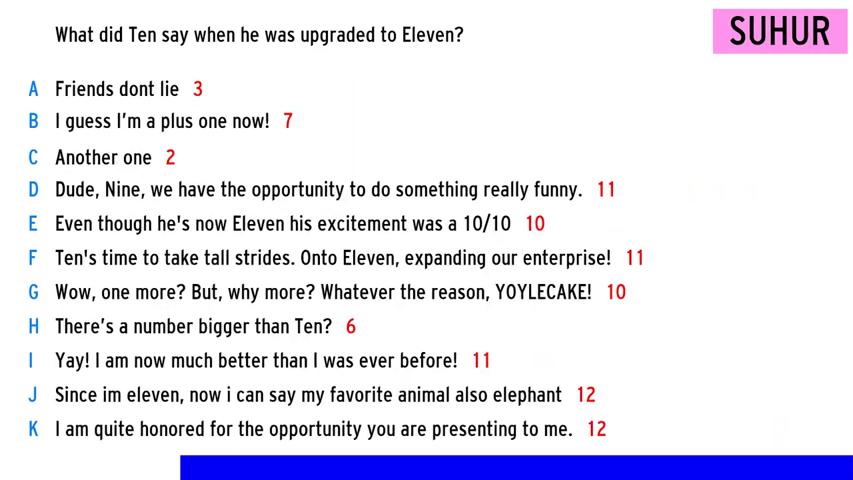 What did Ten say when he was upgraded to Eleven?
SUHUR
A Friends dont lie 3
B I guess I'm a plus one now! 7
C Another one 2
D Dude, Nine, we have the opportunity to do something really funny. 11
E Even though he's now Eleven his excitement was a 10/10 10
F Ten's time to take tall strides. Onto Eleven, expanding our enterprise! 11
G Wow, one more? But, why more? Whatever the reason, YOYLECAKE! 10
H There's a number bigger than Ten? 6
I Yay! I am now much better than I was ever before! 11
J Since im eleven, now i can say my favorite animal also elephant 12
K I am quite honored for the opportunity you are presenting to me. 12